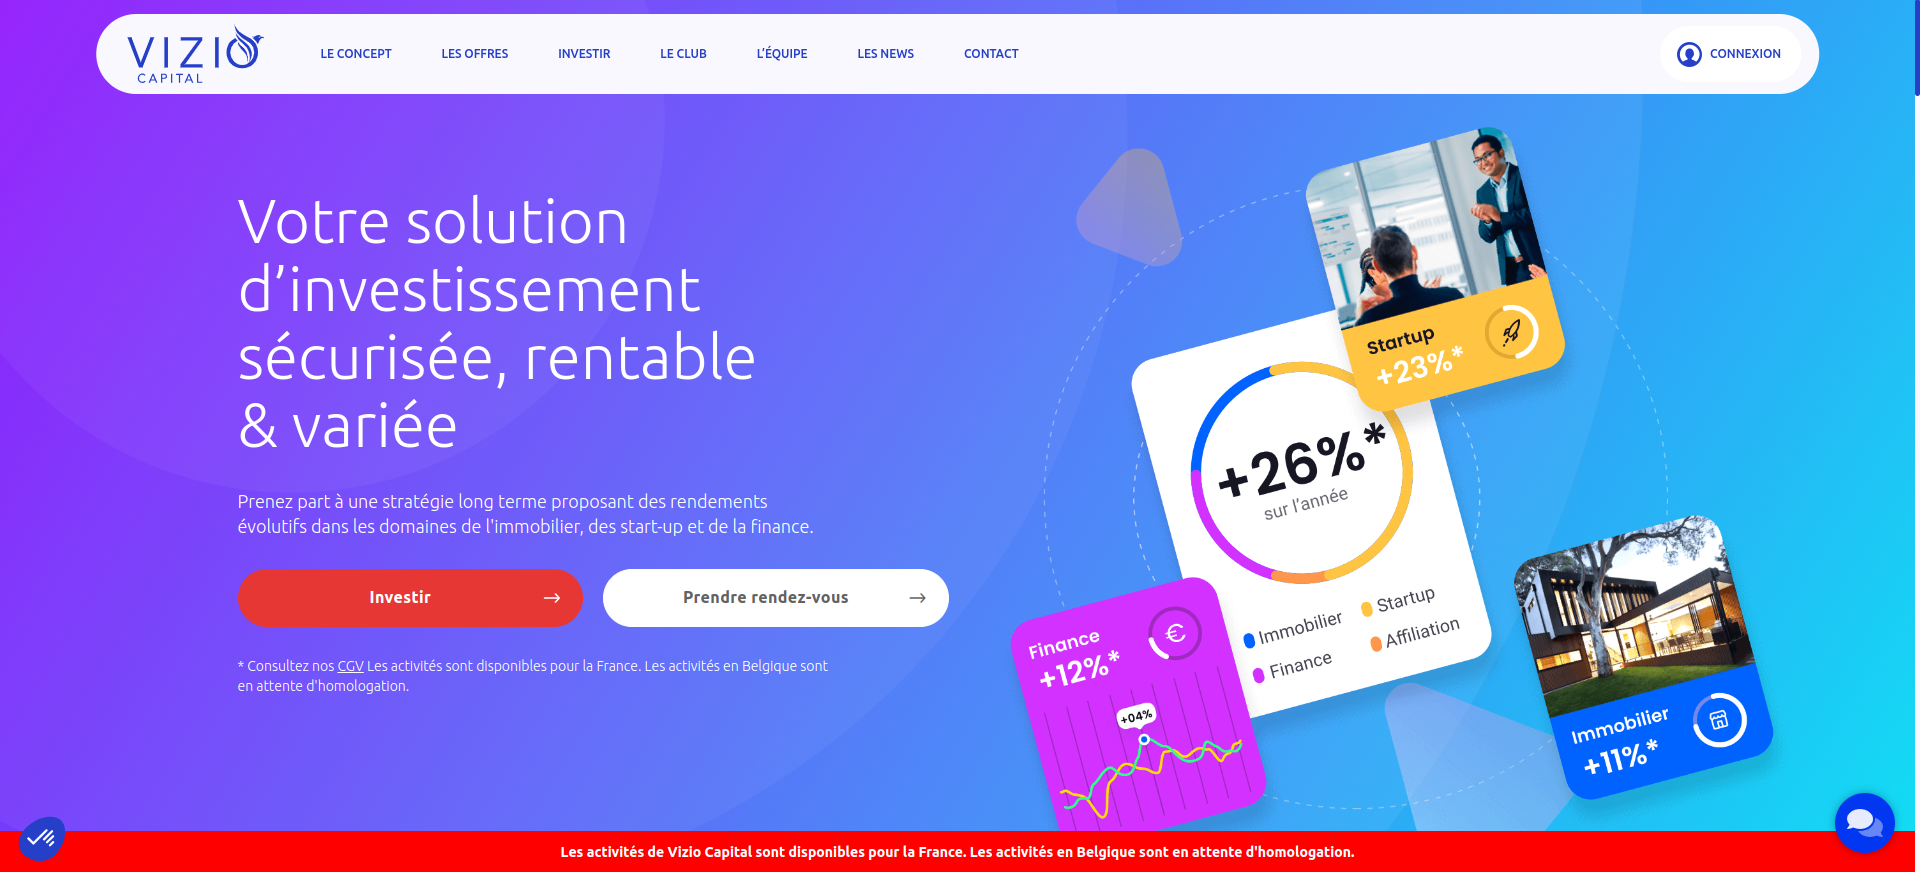 VIZIO
CAPITAL
LE CONCEPT
LES OFFRES
INVESTIR
LE CLUB
L'ÉQUIPE
LES NEWS
CONTACT
CONNEXION
Votre solution
d’investissement
sécurisée, rentable
& variée
Prenez part à une stratégie long terme proposant des rendements
évolutifs dans les domaines de l'immobilier, des start-up et de la finance.
Investir
Prendre rendez-vous
* Consultez nos CGV Les activités sont disponibles pour la France. Les activités en Belgique sont
en attente d'homologation.
Startup
+23%*
+26%*
sur l'année
Immobilier
Startup
Finance
Affiliation
Finance
+12%*
+04%
Immobilier
+11%*
Les activités de Vizio Capital sont disponibles pour la France. Les activités en Belgique sont en attente d'homologation.